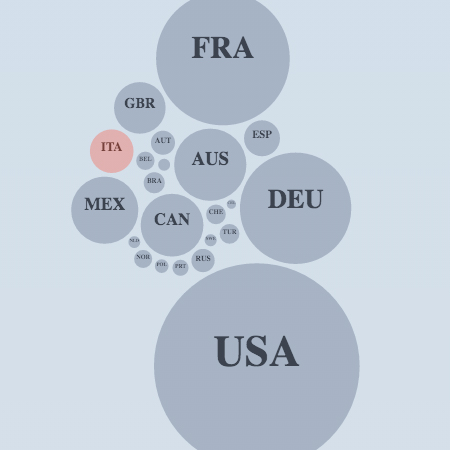 FRA
GBR
ESP
AUT
ITA
BEL
AUS
BRA
DEU
MEX
CHE
CAN
TUR
NLD
SWE
NOR
RUS
POL
PRT
USA